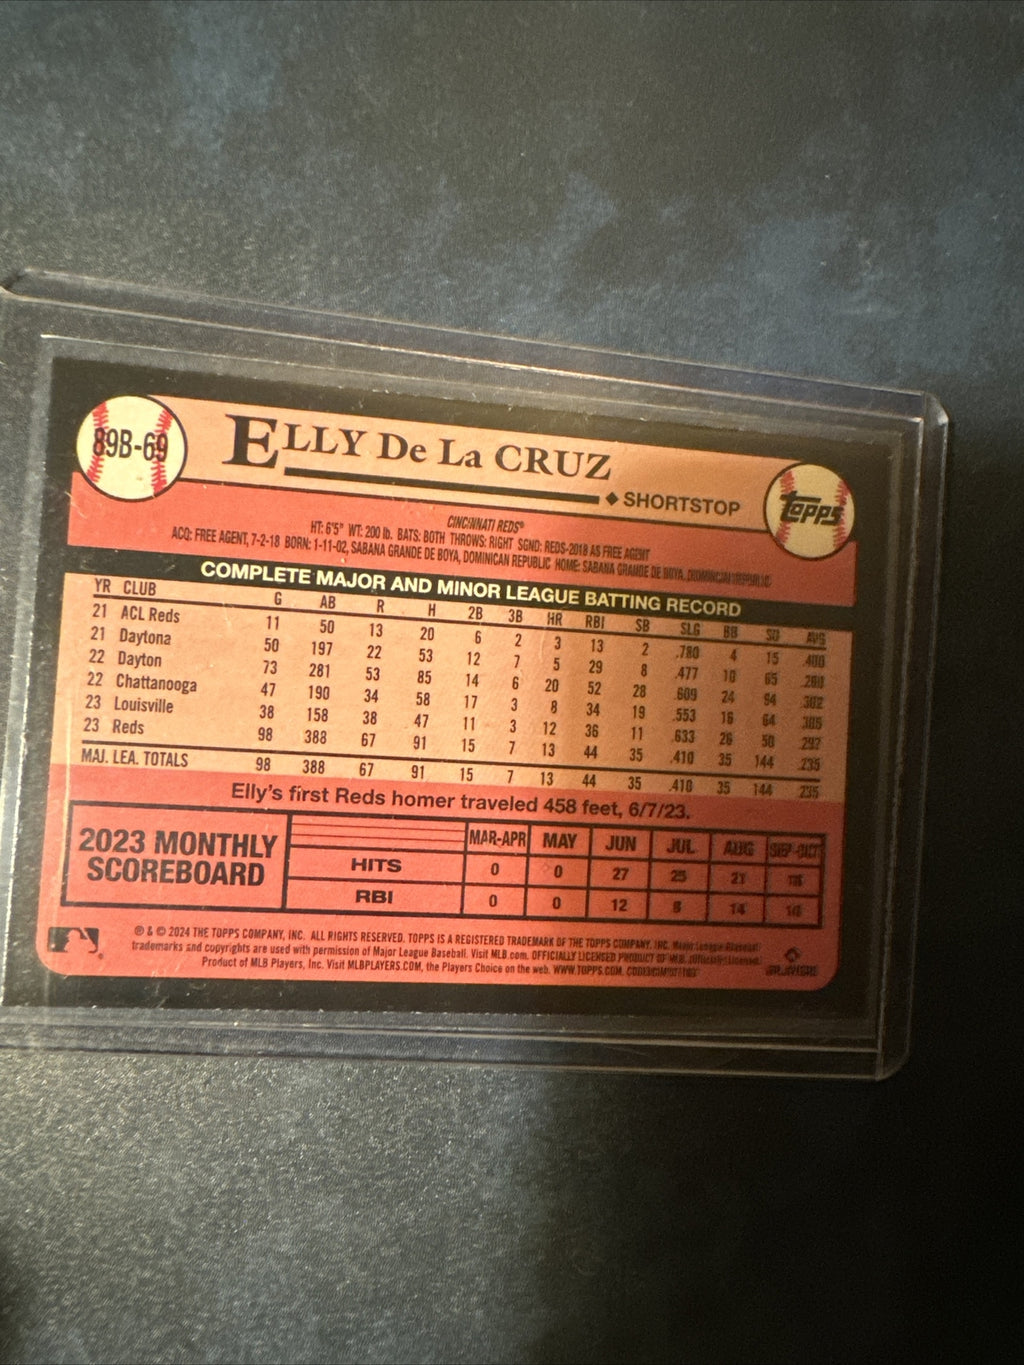 89B-69
ELLY DE LA CRUZ
◆ SHORTSTOP
topps
CINCINNATI REDS®
HT: 6'5" WT: 200 lb. BATS: BOTH THROWS: RIGHT SGND: REDS-2018 AS FREE AGENT
ACQ: FREE AGENT, 7-2-18 BORN: 1-11-02, SABANA GRANDE DE BOYA, DOMINICAN REPUBLIC HOME: SABANA GRANDE DE BOYA, DOMINICAN REPUBLIC
COMPLETE MAJOR AND MINOR LEAGUE BATTING RECORD
YR CLUB G AB R H 2B 3B HR RBI SB SLG BB SO AVG
21 ACL Reds 11 50 13 20 6 2 3 13 2 .780 4 15 .400
21 Daytona 50 197 22 53 12 7 5 29 8 .477 10 65
22 Dayton 73 281 53 85 14 6 20 52 28 .609 24 94 .302
22 Chattanooga 47 190 34 58 17 3 8 34 19 .553 16 64 .305
23 Louisville 38 158 38 47 11 3 12 36 11 .633 26 50 .297
23 Reds 98 388 67 91 15 7 13 44 35 .410 35 144 .235
MAJ. LEA. TOTALS 98 388 67 91 15 7 13 44 35 .410 35 144 .235
Elly's first Reds homer traveled 458 feet, 6/7/23.
2023 MONTHLY
SCOREBOARD
MAR-APR MAY JUN JUL AUG SEP-OCT
HITS 0 0 27 25 21
RBI 0 0 12 8 14
® & © 2024 THE TOPPS COMPANY, INC. ALL RIGHTS RESERVED. TOPPS IS A REGISTERED TRADEMARK OF THE TOPPS COMPANY, INC. Major League Baseball
trademarks and copyrights are used with permission of Major League Baseball. Visit MLB.com. OFFICIALLY LICENSED PRODUCT OF MLB
Product of MLB Players, Inc. Visit MLBPLAYERS.COM, the Players Choice on the web. WWW.TOPPS.COM.